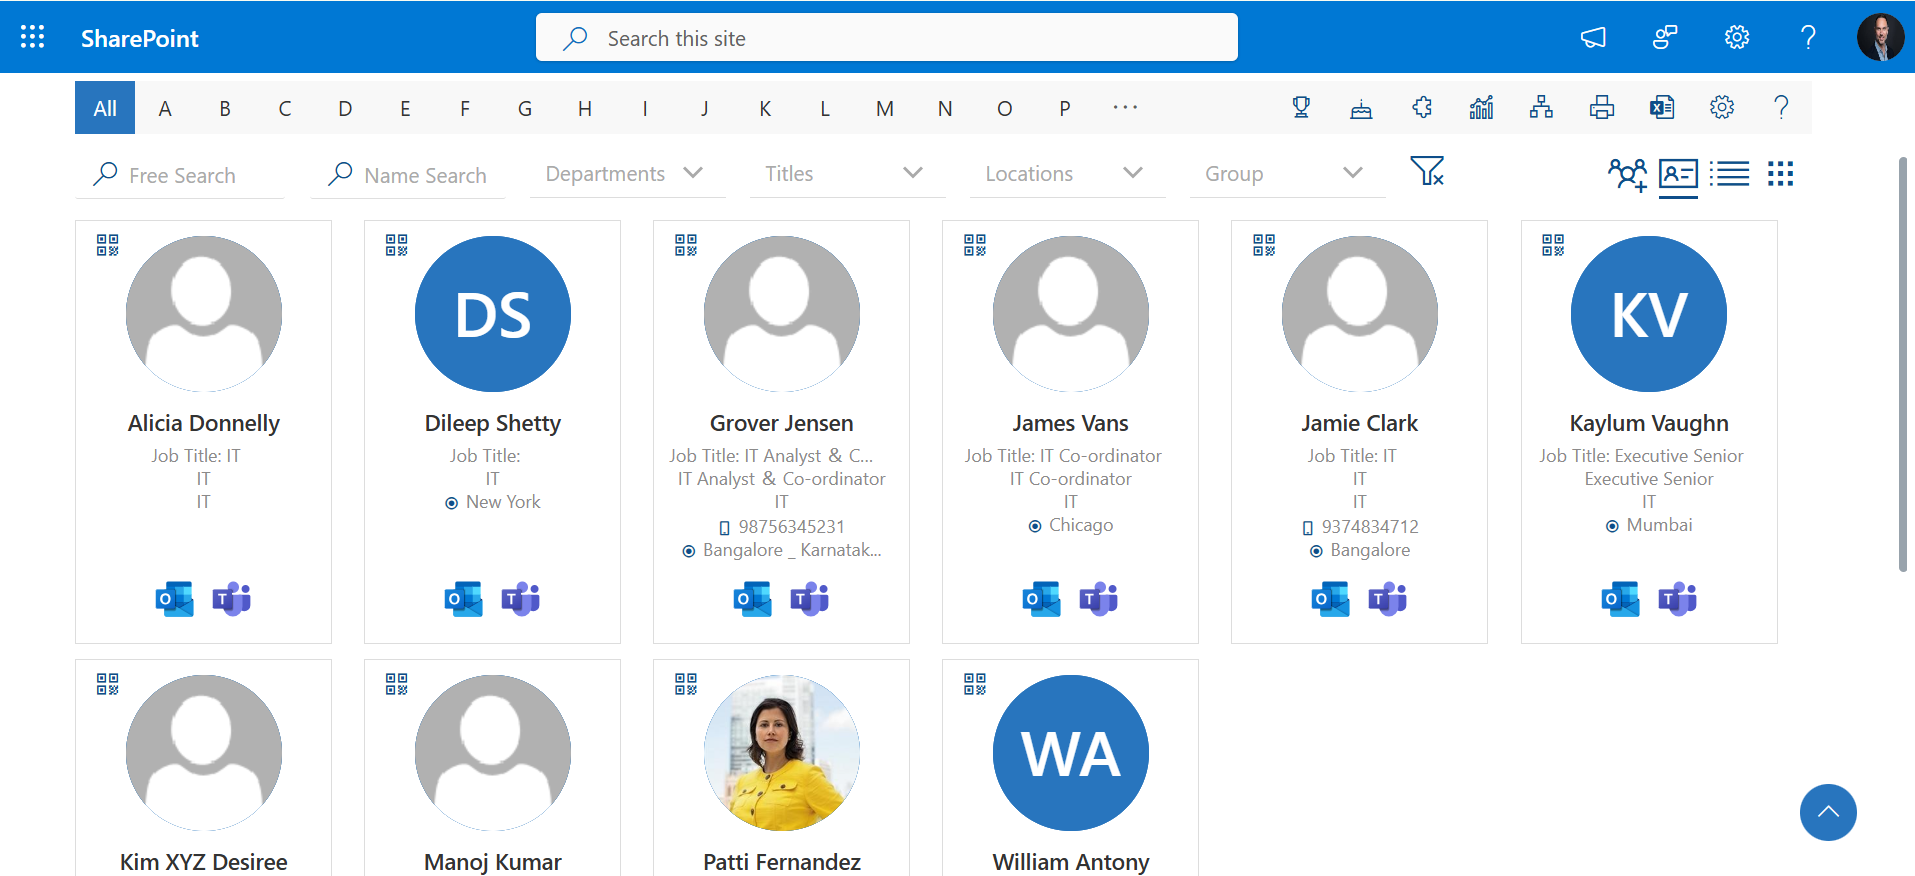 SharePoint
Search this site
All A B C D E F G H I J K L M N O P ···
Free Search
Name Search
Departments
Titles
Locations
Group
DS
KV
Alicia Donnelly
Job Title: IT
IT
IT
Dileep Shetty
Job Title:
IT
New York
Grover Jensen
Job Title: IT Analyst & C...
IT Analyst & Co-ordinator
IT
98756345231
Bangalore _ Karnatak...
James Vans
Job Title: IT Co-ordinator
IT Co-ordinator
IT
Chicago
Jamie Clark
Job Title: IT
IT
IT
9374834712
Bangalore
Kaylum Vaughn
Job Title: Executive Senior
Executive Senior
IT
Mumbai
WA
Kim XYZ Desiree
Manoj Kumar
Patti Fernandez
William Antony